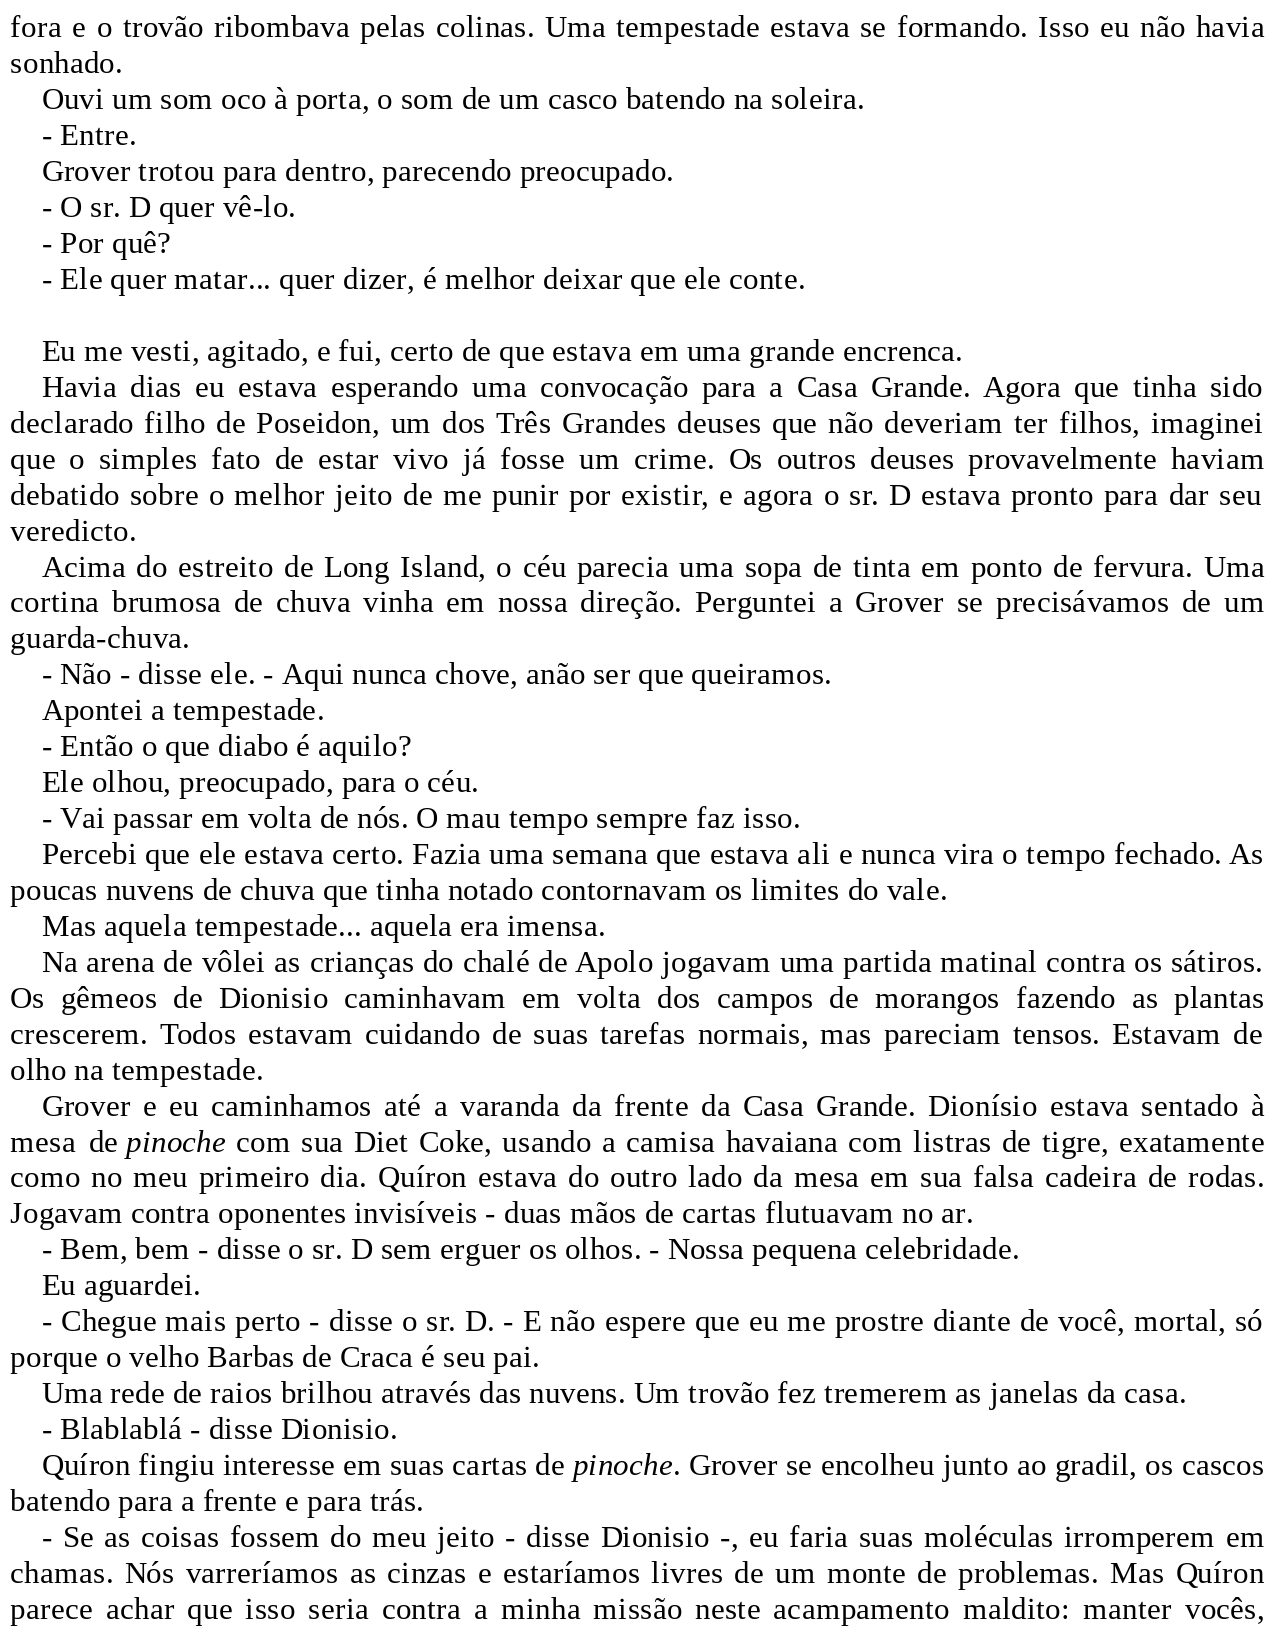 fora e o trovão ribombava pelas colinas. Uma tempestade estava se formando. Isso eu não havia
sonhado.
Ouvi um som oco à porta, o som de um casco batendo na soleira.
- Entre.
Grover trotou para dentro, parecendo preocupado.
- O sr. D quer vê-lo.
- Por quê?
- Ele quer matar... quer dizer, é melhor deixar que ele conte.
Eu me vesti, agitado, e fui, certo de que estava em uma grande encrenca.
Havia dias eu estava esperando uma convocação para a Casa Grande. Agora que tinha sido
declarado filho de Poseidon, um dos Três Grandes deuses que não deveriam ter filhos, imaginei
que o simples fato de estar vivo já fosse um crime. Os outros deuses provavelmente haviam
debatido sobre o melhor jeito de me punir por existir, e agora o sr. D estava pronto para dar seu
veredicto.
Acima do estreito de Long Island, o céu parecia uma sopa de tinta em ponto de fervura. Uma
cortina brumosa de chuva vinha em nossa direção. Perguntei a Grover se precisávamos de um
guarda-chuva.
- Não - disse ele. - Aqui nunca chove, anão ser que queiramos.
Apontei a tempestade.
- Então o que diabo é aquilo?
Ele olhou, preocupado, para o céu.
- Vai passar em volta de nós. O mau tempo sempre faz isso.
Percebi que ele estava certo. Fazia uma semana que estava ali e nunca vira o tempo fechado. As
poucas nuvens de chuva que tinha notado contornavam os limites do vale.
Mas aquela tempestade... aquela era imensa.
Na arena de vôlei as crianças do chalé de Apolo jogavam uma partida matinal contra os sátiros.
Os gêmeos de Dionisio caminhavam em volta dos campos de morangos fazendo as plantas
crescerem. Todos estavam cuidando de suas tarefas normais, mas pareciam tensos. Estavam de
olho na tempestade.
Grover e eu caminhamos até a varanda da frente da Casa Grande. Dionísio estava sentado à
mesa de pinoche com sua Diet Coke, usando a camisa havaiana com listras de tigre, exatamente
como no meu primeiro dia. Quíron estava do outro lado da mesa em sua falsa cadeira de rodas.
Jogavam contra oponentes invisíveis - duas mãos de cartas flutuavam no ar.
- Bem, bem - disse o sr. D sem erguer os olhos. - Nossa pequena celebridade.
Eu aguardei.
- Chegue mais perto - disse o sr. D. - E não espere que eu me prostre diante de você, mortal, só
porque o velho Barbas de Craca é seu pai.
Uma rede de raios brilhou através das nuvens. Um trovão fez tremerem as janelas da casa.
- Blablablá - disse Dionisio.
Quíron fingiu interesse em suas cartas de pinoche. Grover se encolheu junto ao gradil, os cascos
batendo para a frente e para trás.
- Se as coisas fossem do meu jeito - disse Dionisio -, eu faria suas moléculas irromperem em
chamas. Nós varreríamos as cinzas e estaríamos livres de um monte de problemas. Mas Quíron
parece achar que isso seria contra a minha missão neste acampamento maldito: manter vocês,